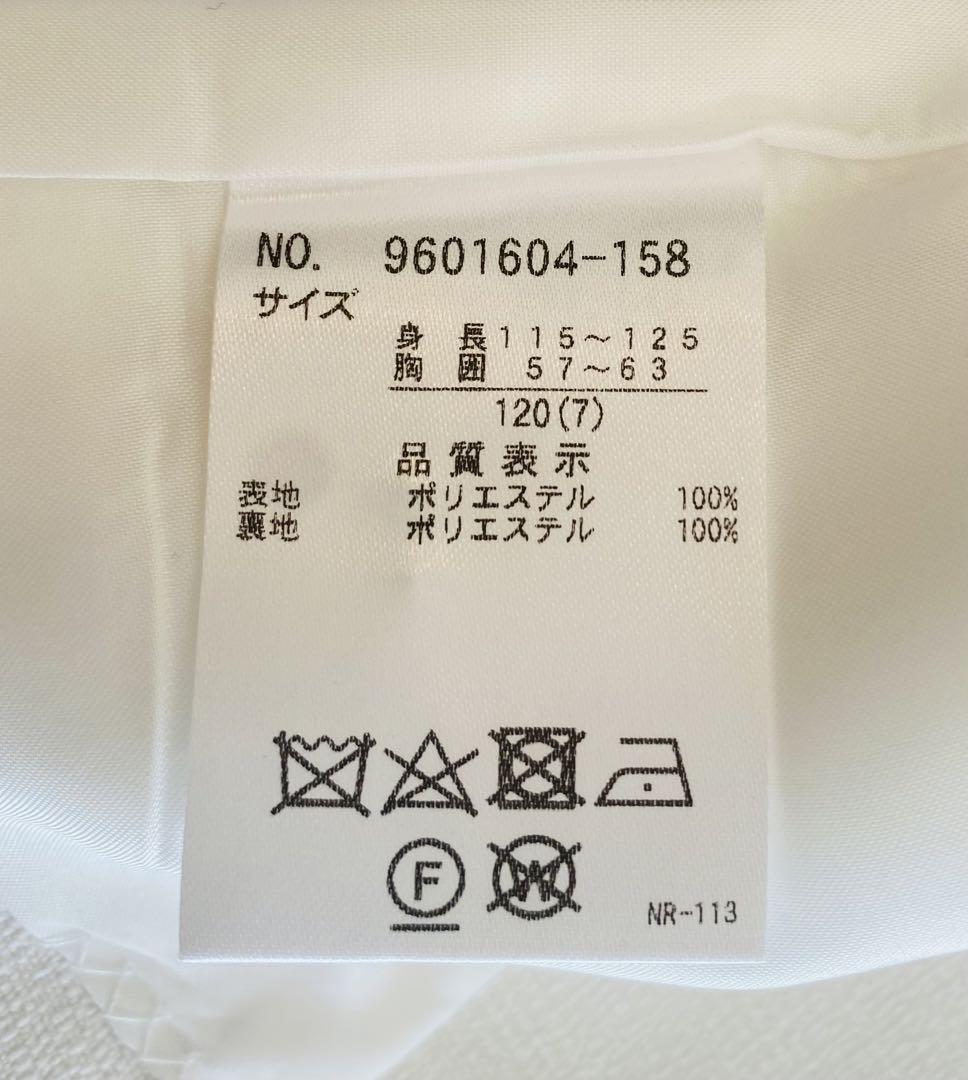 NO. 9601604-158
サイズ
身長115～125
胸囲 57～63
120(7)
品質表示
表地 ポリエステル 100%
裏地 ポリエステル 100%
F W
NR-113